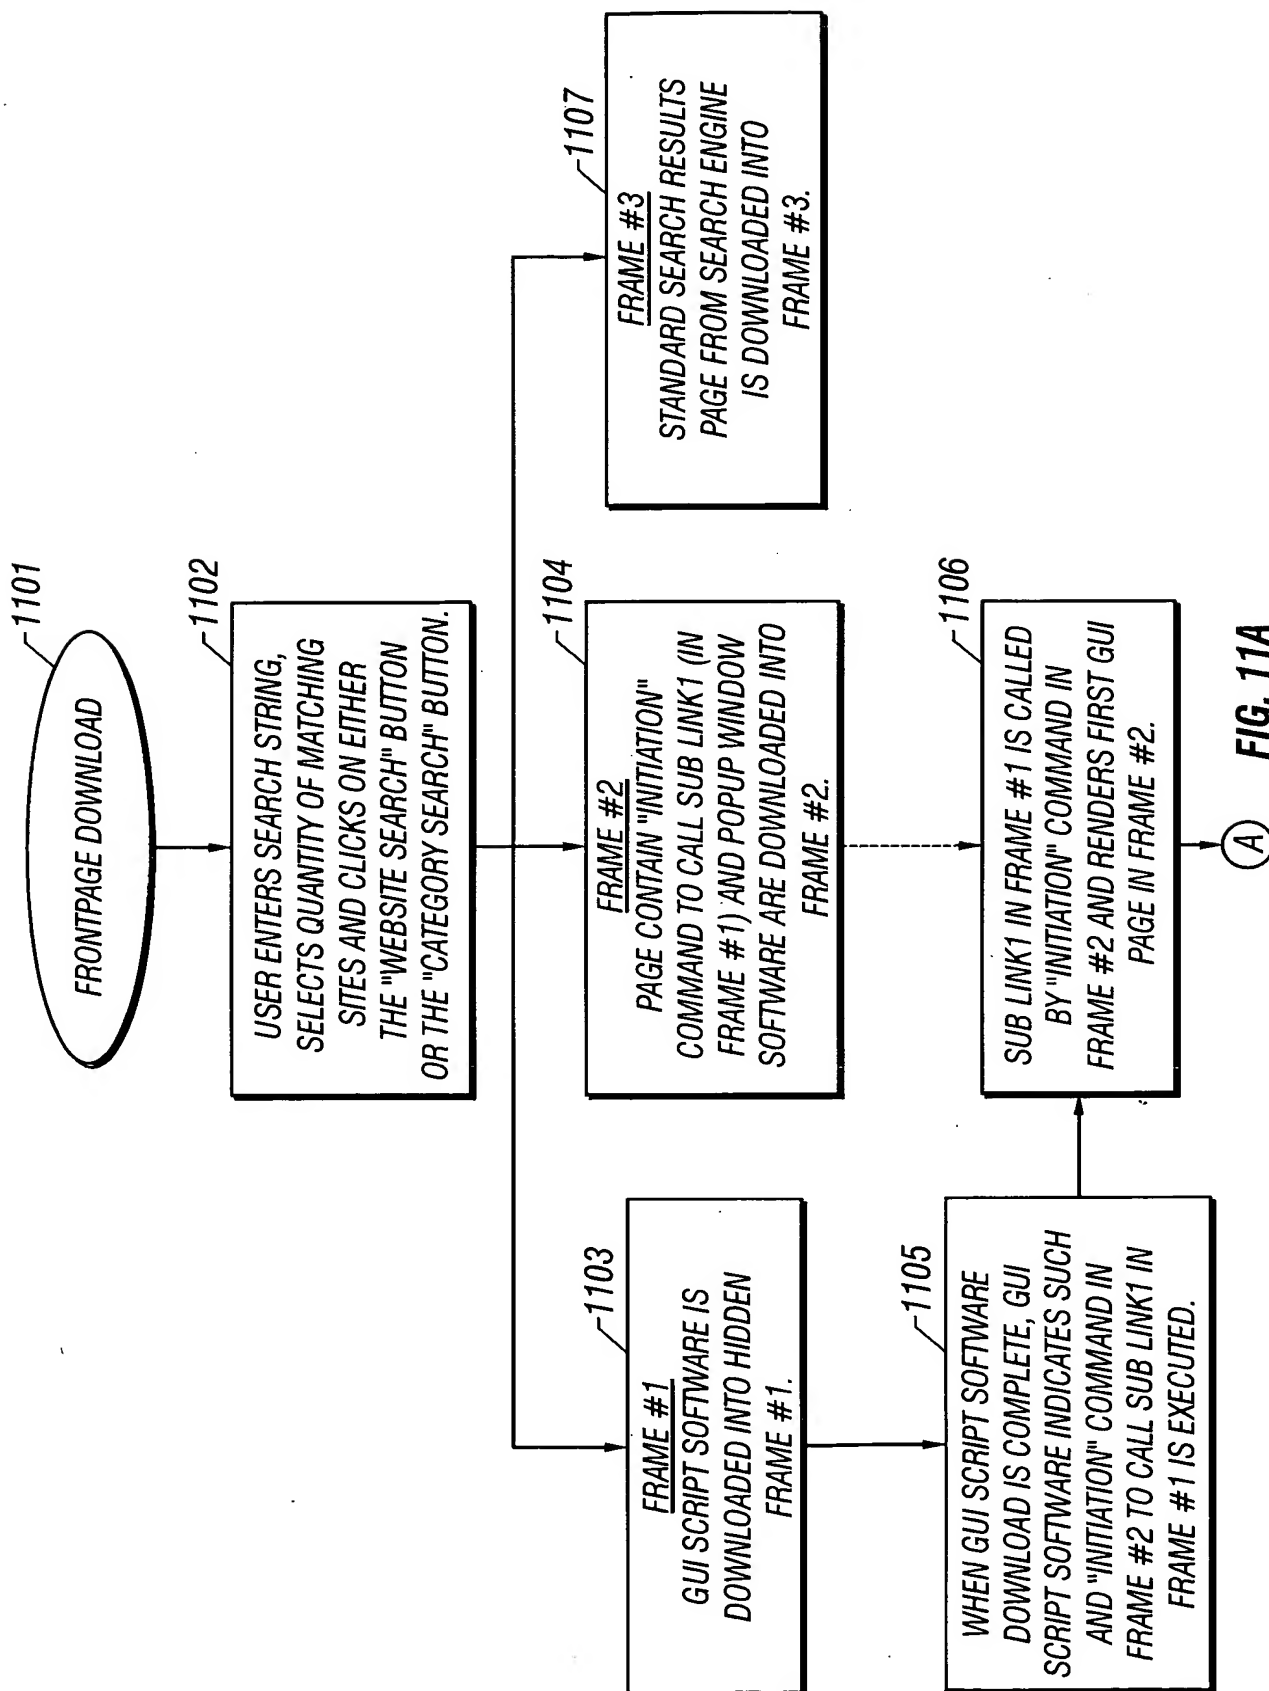 1101
FRONTPAGE DOWNLOAD
1102
USER ENTERS SEARCH STRING,
SELECTS QUANTITY OF MATCHING
SITES AND CLICKS ON EITHER
THE "WEBSITE SEARCH" BUTTON
OR THE "CATEGORY SEARCH" BUTTON.
1103
FRAME #1
GUI SCRIPT SOFTWARE IS
DOWNLOADED INTO HIDDEN
FRAME #1.
1104
FRAME #2
PAGE CONTAIN "INITIATION"
COMMAND TO CALL SUB LINK1 (IN
FRAME #1) AND POPUP WINDOW
SOFTWARE ARE DOWNLOADED INTO
FRAME #2.
1107
FRAME #3
STANDARD SEARCH RESULTS
PAGE FROM SEARCH ENGINE
IS DOWNLOADED INTO
FRAME #3.
1105
WHEN GUI SCRIPT SOFTWARE
DOWNLOAD IS COMPLETE, GUI
SCRIPT SOFTWARE INDICATES SUCH
AND "INITIATION" COMMAND IN
FRAME #2 TO CALL SUB LINK1 IN
FRAME #1 IS EXECUTED.
1106
SUB LINK1 IN FRAME #1 IS CALLED
BY "INITIATION" COMMAND IN
FRAME #2 AND RENDERS FIRST GUI
PAGE IN FRAME #2.
A
FIG. 11A